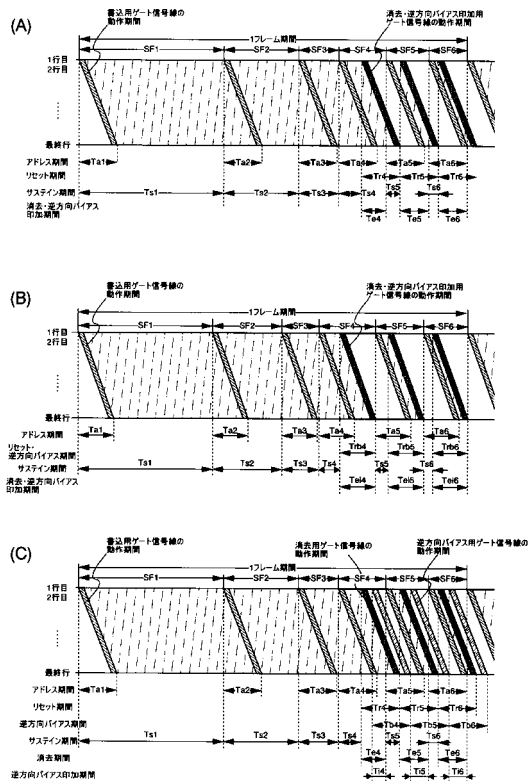 (A)
書込用ゲート信号線の
動作期間
消去・逆方向バイアス印加用
ゲート信号線の動作期間
1フレーム期間
SF1 SF2 SF3 SF4 SF5 SF6
1行目
2行目
最終行
アドレス期間 Ta1 Ta2 Ta3 Ta4 Ta5 Ta6
リセット期間 Tr4 Tr5 Tr6
サステイン期間 Ts1 Ts2 Ts3 Ts4 Ts5 Ts6
消去・逆方向バイアス
印加期間 Te4 Te5 Te6
(B)
書込用ゲート信号線の
動作期間
消去・逆方向バイアス印加用
ゲート信号線の動作期間
1フレーム期間
SF1 SF2 SF3 SF4 SF5 SF6
1行目
2行目
最終行
アドレス期間 Ta1 Ta2 Ta3 Ta4 Ta5 Ta6
リセット・
逆方向バイアス期間 Trb4 Trb5 Trb6
サステイン期間 Ts1 Ts2 Ts3 Ts4 Ts5 Ts6
消去・逆方向バイアス
印加期間 Tei4 Tei5 Tei6
(C)
書込用ゲート信号線の
動作期間
消去用ゲート信号線の
動作期間
逆方向バイアス用ゲート信号線の
動作期間
1フレーム期間
SF1 SF2 SF3 SF4 SF5 SF6
1行目
2行目
最終行
アドレス期間 Ta1 Ta2 Ta3 Ta4 Ta5 Ta6
リセット期間 Tr4 Tr5 Tr6
逆方向バイアス期間 Tb4 Tb5 Tb6
サステイン期間 Ts1 Ts2 Ts3 Ts4 Ts5 Ts6
消去期間 Te4 Te5 Te6
逆方向バイアス印加期間 Ti4 Ti5 Ti6